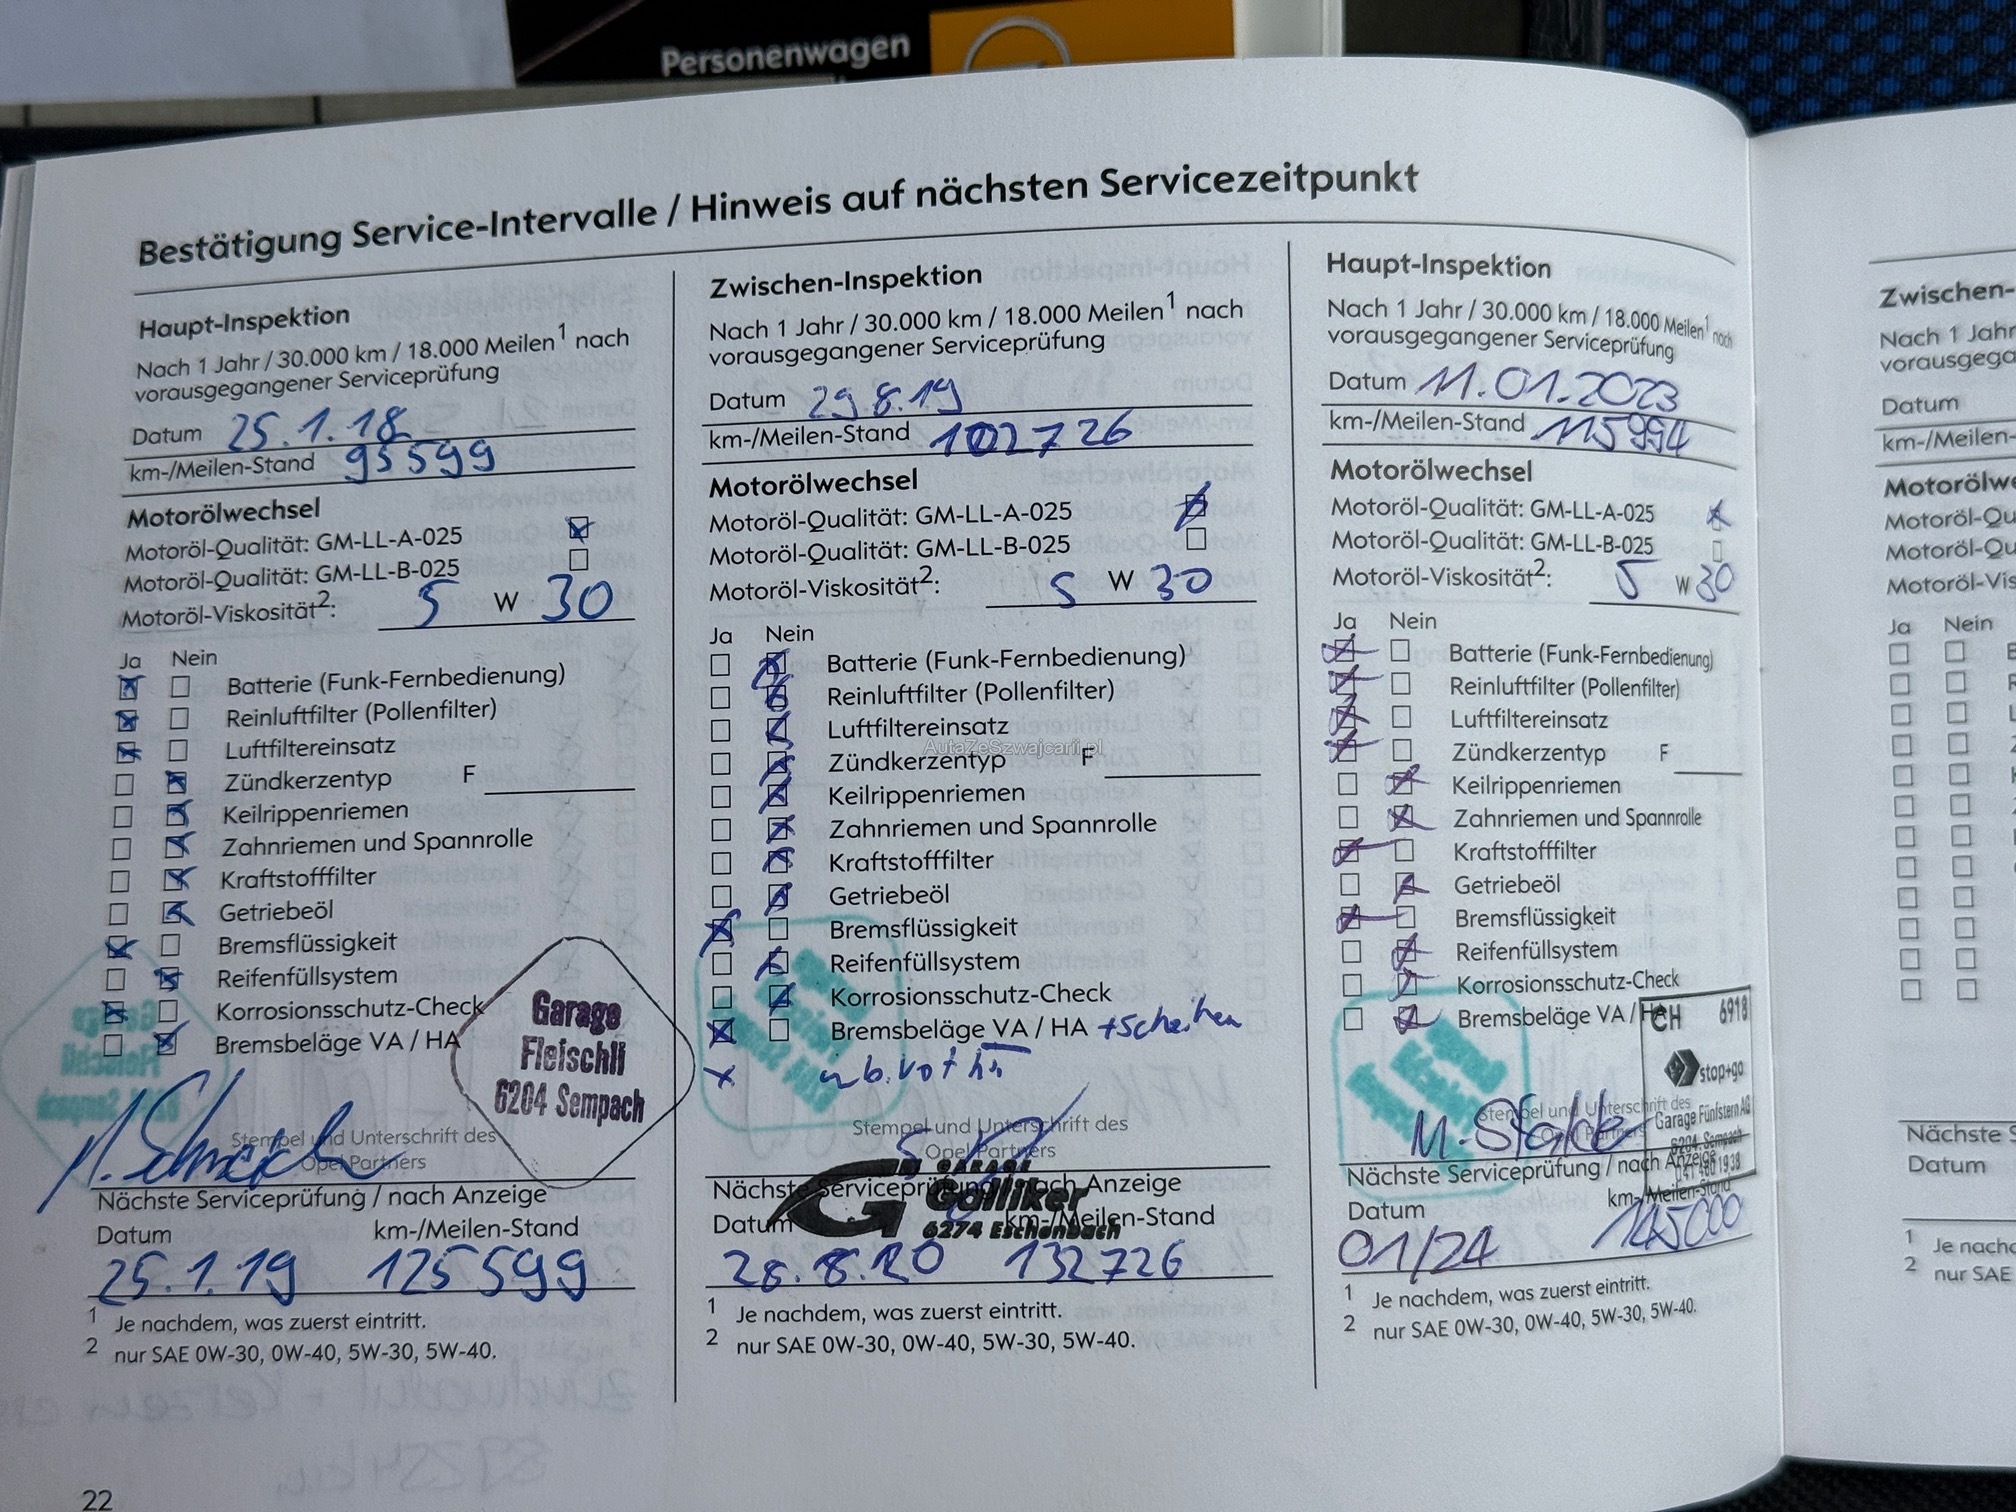 Personenwagen
Bestätigung Service-Intervalle / Hinweis auf nächsten Servicezeitpunkt
Haupt-Inspektion
Nach 1 Jahr / 30.000 km / 18.000 Meilen¹ nach
vorausgegangener Serviceprüfung
Datum 25.1.18
km-/Meilen-Stand 95599
Motorölwechsel
Motoröl-Qualität: GM-LL-A-025
Motoröl-Qualität: GM-LL-B-025
Motoröl-Viskosität²: 5 W 30
Ja Nein
Batterie (Funk-Fernbedienung)
Reinluftfilter (Pollenfilter)
Luftfiltereinsatz
Zündkerzentyp F
Keilrippenriemen
Zahnriemen und Spannrolle
Kraftstofffilter
Getriebeöl
Bremsflüssigkeit
Reifenfüllsystem
Korrosionsschutz-Check
Bremsbeläge VA / HA
Garage
Fleischli
6204 Sempach
Stempel und Unterschrift des
Opel Partners
Nächste Serviceprüfung / nach Anzeige
Datum km-/Meilen-Stand
25.1.19 125599
1 Je nachdem, was zuerst eintritt.
2 nur SAE 0W-30, 0W-40, 5W-30, 5W-40.
22
Zwischen-Inspektion
Nach 1 Jahr / 30.000 km / 18.000 Meilen¹ nach
vorausgegangener Serviceprüfung
Datum 29.8.19
km-/Meilen-Stand 102726
Motorölwechsel
Motoröl-Qualität: GM-LL-A-025
Motoröl-Qualität: GM-LL-B-025
Motoröl-Viskosität²: 5 W 30
Ja Nein
Batterie (Funk-Fernbedienung)
Reinluftfilter (Pollenfilter)
Luftfiltereinsatz
AutaZeSzwajcarii.pl
Zündkerzentyp F
Keilrippenriemen
Zahnriemen und Spannrolle
Kraftstofffilter
Getriebeöl
Bremsflüssigkeit
Reifenfüllsystem
Korrosionsschutz-Check
Bremsbeläge VA / HA + Scheiben
Stempel und Unterschrift des
Opel Partners
GARAGE
Galliker
6274 Eschenbach
Nächste Serviceprüfung / nach Anzeige
Datum km-/Meilen-Stand
28.8.20 132726
1 Je nachdem, was zuerst eintritt.
2 nur SAE 0W-30, 0W-40, 5W-30, 5W-40.
Haupt-Inspektion
Nach 1 Jahr / 30.000 km / 18.000 Meilen¹ nach
vorausgegangener Serviceprüfung
Datum 11.01.2023
km-/Meilen-Stand 115994
Motorölwechsel
Motoröl-Qualität: GM-LL-A-025
Motoröl-Qualität: GM-LL-B-025
Motoröl-Viskosität²: 5 W 30
Ja Nein
Batterie (Funk-Fernbedienung)
Reinluftfilter (Pollenfilter)
Luftfiltereinsatz
Zündkerzentyp F
Keilrippenriemen
Zahnriemen und Spannrolle
Kraftstofffilter
Getriebeöl
Bremsflüssigkeit
Reifenfüllsystem
Korrosionsschutz-Check
Bremsbeläge VA / HA
CH 6918
stop+go
Garage Fünfstern AG
6204 Sempach
Stempel und Unterschrift des
Opel Partners
Nächste Serviceprüfung / nach Anzeige
Datum km-/Meilen-Stand
01/24 145000
1 Je nachdem, was zuerst eintritt.
2 nur SAE 0W-30, 0W-40, 5W-30, 5W-40.
Zwischen-
Nach 1 Jahr
Datum
km-/Meilen-
Ja Nein
Nächste S
Datum
1 Je nach
2 nur SAE